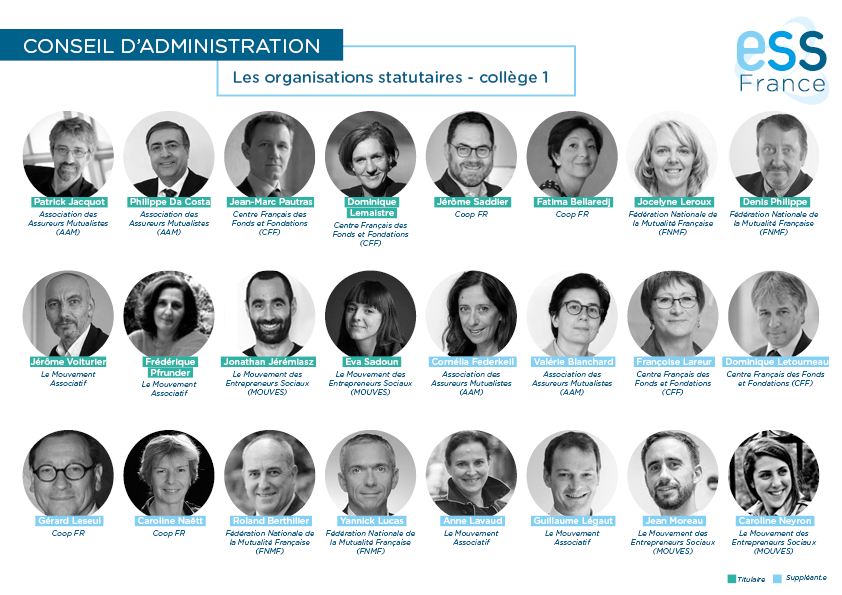 CONSEIL D'ADMINISTRATION
Les organisations statutaires - collège 1
ess
France
Patrick Jacquot
Association des
Assureurs Mutualistes
(AAM)
Philippe Da Costa
Association des
Assureurs Mutualistes
(AAM)
Jean-Marc Pautras
Centre Français des
Fonds et Fondations
(CFF)
Dominique
Lemaistre
Centre Français des
Fonds et Fondations
(CFF)
Jérôme Saddier
Coop FR
Fatima Bellaredj
Coop FR
Jocelyne Leroux
Fédération Nationale de
la Mutualité Française
(FNMF)
Denis Philippe
Fédération Nationale de
la Mutualité Française
(FNMF)
Jérôme Voiturier
Le Mouvement
Associatif
Frédérique
Pfrunder
Le Mouvement
Associatif
Jonathan Jérémiasz
Le Mouvement des
Entrepreneurs Sociaux
(MOUVES)
Eva Sadoun
Le Mouvement des
Entrepreneurs Sociaux
(MOUVES)
Cornélia Federkeil
Association des
Assureurs Mutualistes
(AAM)
Valérie Blanchard
Association des
Assureurs Mutualistes
(AAM)
Françoise Lareur
Centre Français des
Fonds et Fondations
(CFF)
Dominique Letourneau
Centre Français des Fonds
et Fondations (CFF)
Gérard Leseul
Coop FR
Caroline Naëtt
Coop FR
Roland Berthilier
Fédération Nationale de
la Mutualité Française
(FNMF)
Yannick Lucas
Fédération Nationale de
la Mutualité Française
(FNMF)
Anne Lavaud
Le Mouvement
Associatif
Guillaume Légaut
Le Mouvement
Associatif
Jean Moreau
Le Mouvement des
Entrepreneurs Sociaux
(MOUVES)
Caroline Neyron
Le Mouvement des
Entrepreneurs Sociaux
(MOUVES)
Titulaire
Suppléant.e